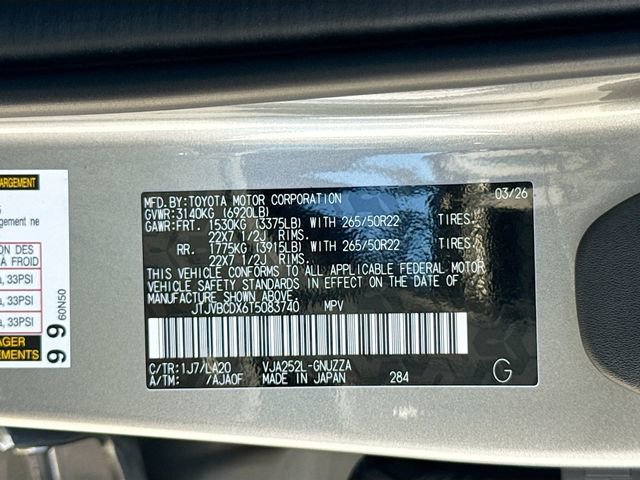 ARGEMENT
gement ne
ON DES
À FROID
a, 33PSI
a, 33PSI
a, 33PSI
AGER
EMENTS
99
60N50
MFD.BY:TOYOTA MOTOR CORPORATION 03/26
GVWR:3140KG (6920LB)
GAWR:FRT. 1530KG (3375LB) WITH 265/50R22 TIRES.
22X7 1/2J RIMS.
RR. 1775KG (3915LB) WITH 265/50R22 TIRES.
22X7 1/2J RIMS.
THIS VEHICLE CONFORMS TO ALL APPLICABLE FEDERAL MOTOR
VEHICLE SAFETY STANDARDS IN EFFECT ON THE DATE OF
MANUFACTURE SHOWN ABOVE.
JTJVBCDX6T5083740 MPV
C/TR:1J7/LA20 VJA252L-GNUZZA
A/TM: /AJA0F MADE IN JAPAN 284 G